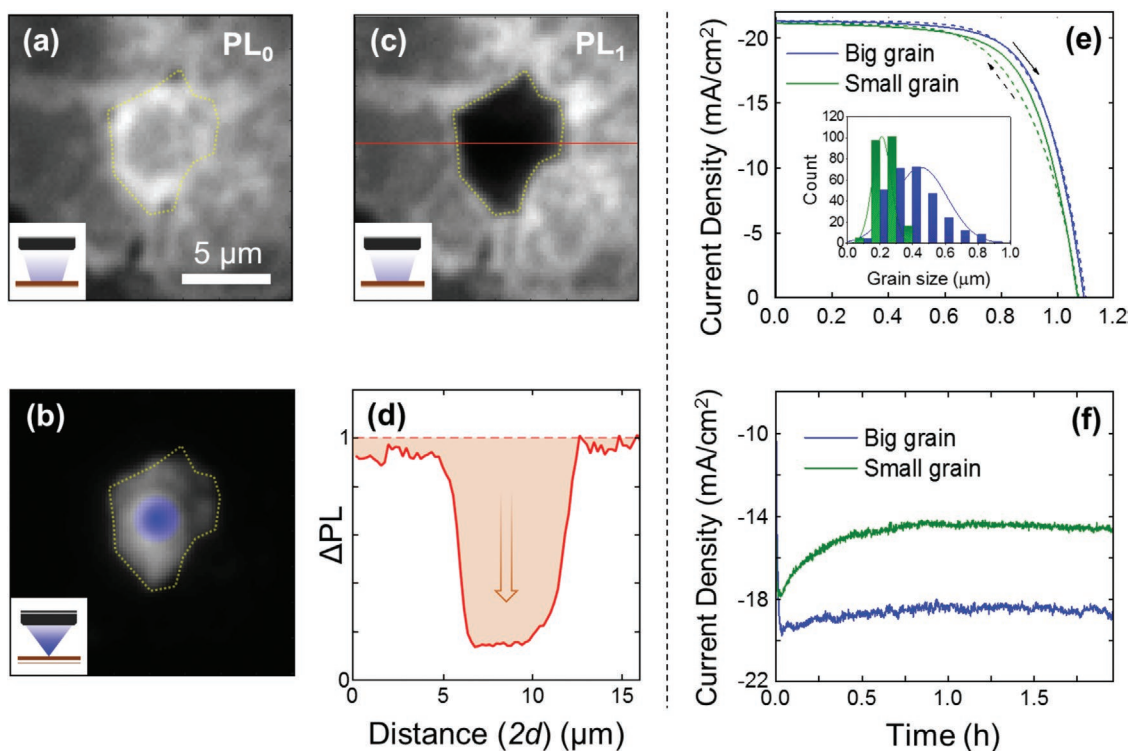 (a)
PL0
5 µm
(c)
PL1
(b)
(d)
1
0
ΔPL
0
5
10
15
Distance (2d) (µm)
(e)
Big grain
Small grain
-20
-15
-10
-5
0
Current Density (mA/cm²)
0.0
0.2
0.4
0.6
0.8
1.0
1.2
120
100
80
60
40
20
0
Count
0.0
0.2
0.4
0.6
0.8
1.0
Grain size (µm)
(f)
Big grain
Small grain
-10
-14
-18
-22
Current Density (mA/cm²)
0.0
0.5
1.0
1.5
Time (h)